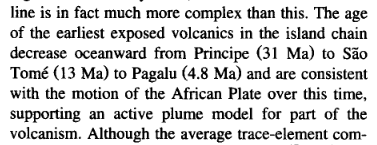 line is in fact much more complex than this. The age
of the earliest exposed volcanics in the island chain
decrease oceanward from Principe (31 Ma) to São
Tomé (13 Ma) to Pagalu (4.8 Ma) and are consistent
with the motion of the African Plate over this time,
supporting an active plume model for part of the
volcanism. Although the average trace-element com-